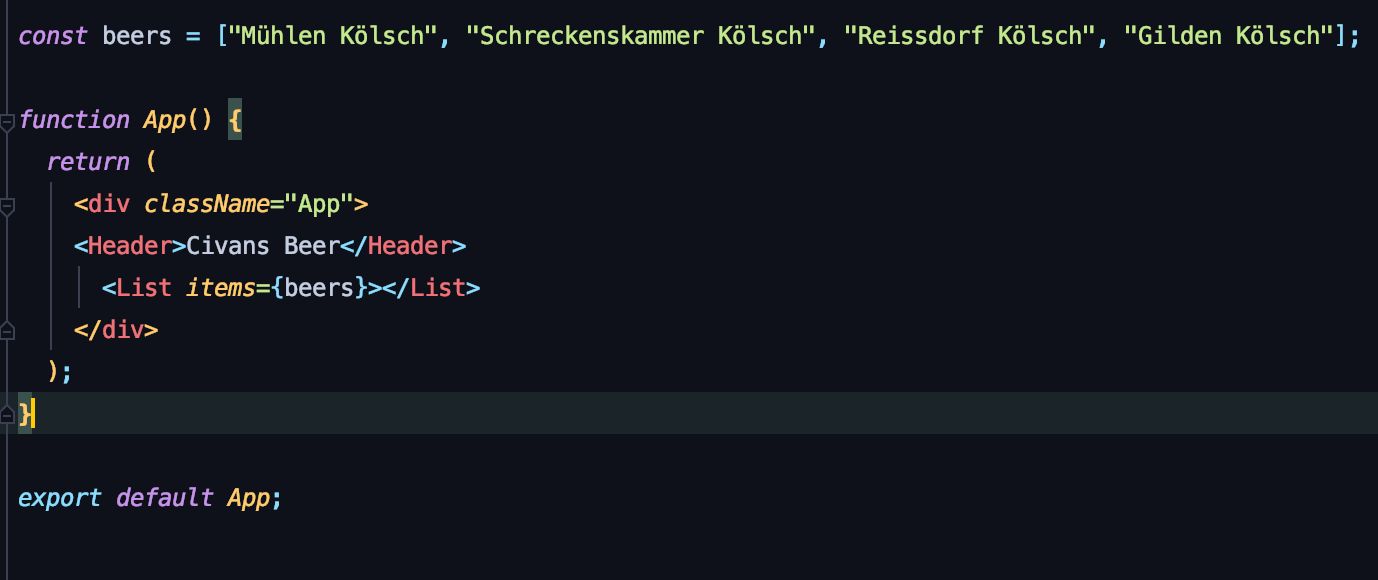 const beers = ["Mühlen Kölsch", "Schreckenskammer Kölsch", "Reissdorf Kölsch", "Gilden Kölsch"];
function App() {
return (
<div className="App">
<Header>Civans Beer</Header>
<List items={beers}></List>
</div>
);
}
export default App;